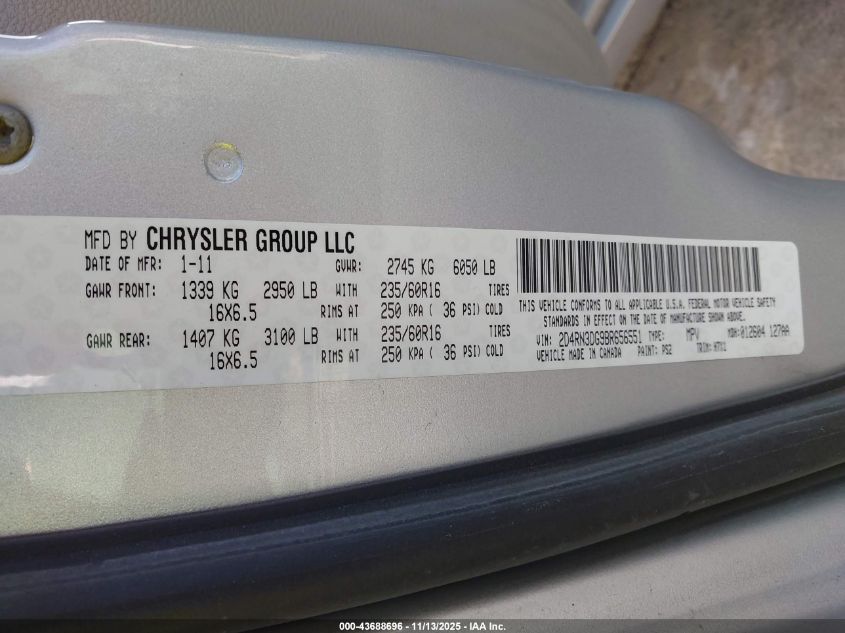 MFD BY CHRYSLER GROUP LLC
DATE OF MFR: 1-11 GVWR: 2745 KG 6050 LB
GAWR FRONT: 1339 KG 2950 LB WITH 235/60R16 TIRES
16X6.5 RIMS AT 250 KPA ( 36 PSI) COLD
GAWR REAR: 1407 KG 3100 LB WITH 235/60R16 TIRES
16X6.5 RIMS AT 250 KPA ( 36 PSI) COLD
THIS VEHICLE CONFORMS TO ALL APPLICABLE U.S.A. FEDERAL MOTOR VEHICLE SAFETY
STANDARDS IN EFFECT ON THE DATE OF MANUFACTURE SHOWN ABOVE.
VIN: 2D4RN3DG9BR656551 TYPE: MPV MDH: 012604 127AA
VEHICLE MADE IN CANADA PAINT: PS2 TRIM:
000-43688696 - 11/13/2025 - IAA Inc.